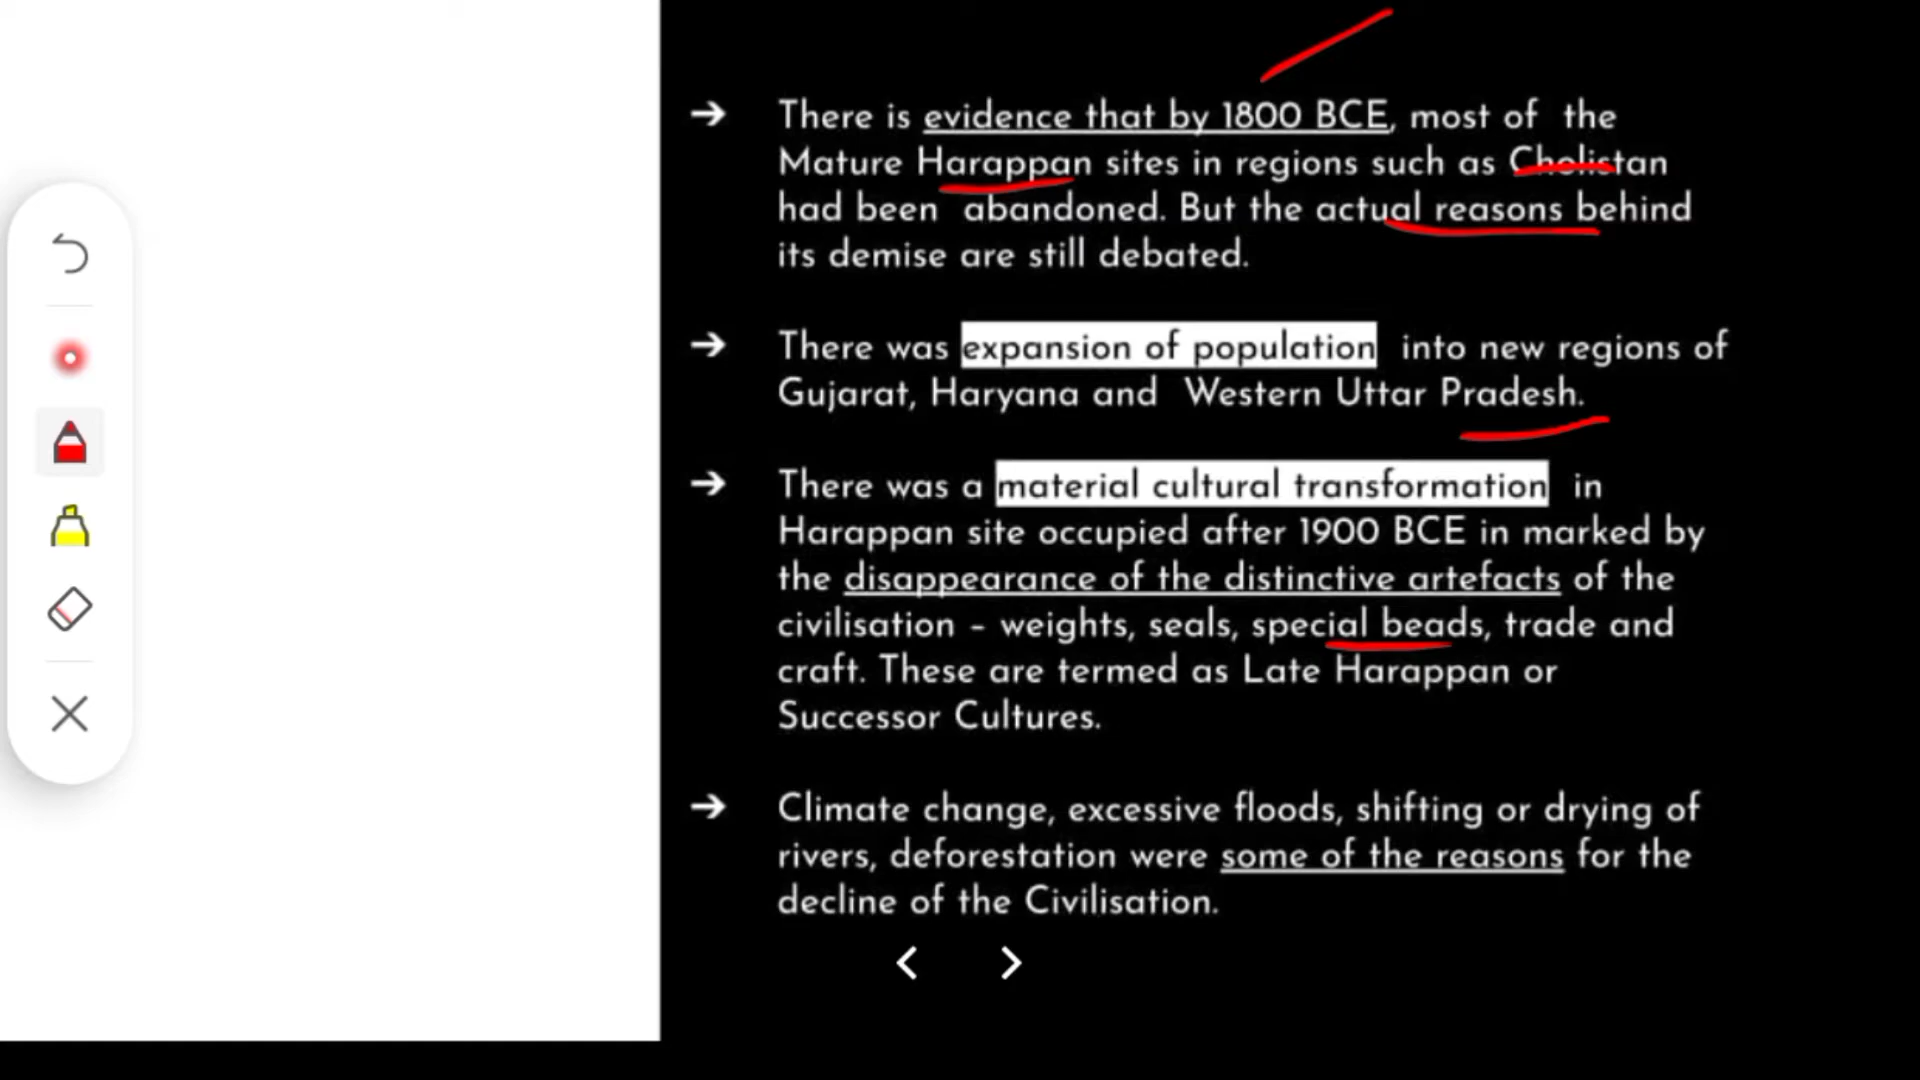 ➔ There is evidence that by 1800 BCE, most of the
Mature Harappan sites in regions such as Cholistan
had been abandoned. But the actual reasons behind
its demise are still debated.
➔ There was expansion of population into new regions of
Gujarat, Haryana and Western Uttar Pradesh.
➔ There was a material cultural transformation in
Harappan site occupied after 1900 BCE in marked by
the disappearance of the distinctive artefacts of the
civilisation – weights, seals, special beads, trade and
craft. These are termed as Late Harappan or
Successor Cultures.
➔ Climate change, excessive floods, shifting or drying of
rivers, deforestation were some of the reasons for the
decline of the Civilisation.